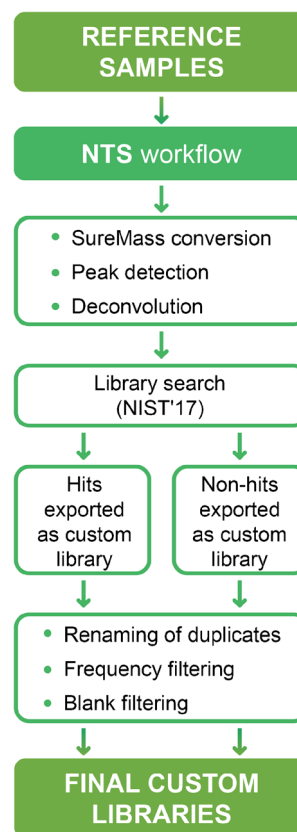 REFERENCE
SAMPLES
NTS workflow
• SureMass conversion
• Peak detection
• Deconvolution
Library search
(NIST'17)
Hits
exported
as custom
library
Non-hits
exported
as custom
library
• Renaming of duplicates
• Frequency filtering
• Blank filtering
FINAL CUSTOM
LIBRARIES